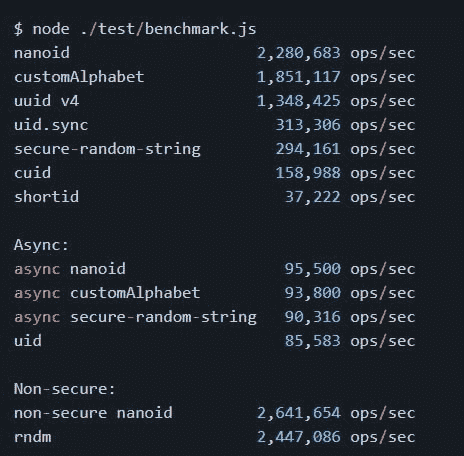 $ node ./test/benchmark.js
nanoid 2,280,683 ops/sec
customAlphabet 1,851,117 ops/sec
uuid v4 1,348,425 ops/sec
uid.sync 313,306 ops/sec
secure-random-string 294,161 ops/sec
cuid 158,988 ops/sec
shortid 37,222 ops/sec
Async:
async nanoid 95,500 ops/sec
async customAlphabet 93,800 ops/sec
async secure-random-string 90,316 ops/sec
uid 85,583 ops/sec
Non-secure:
non-secure nanoid 2,641,654 ops/sec
rndm 2,447,086 ops/sec